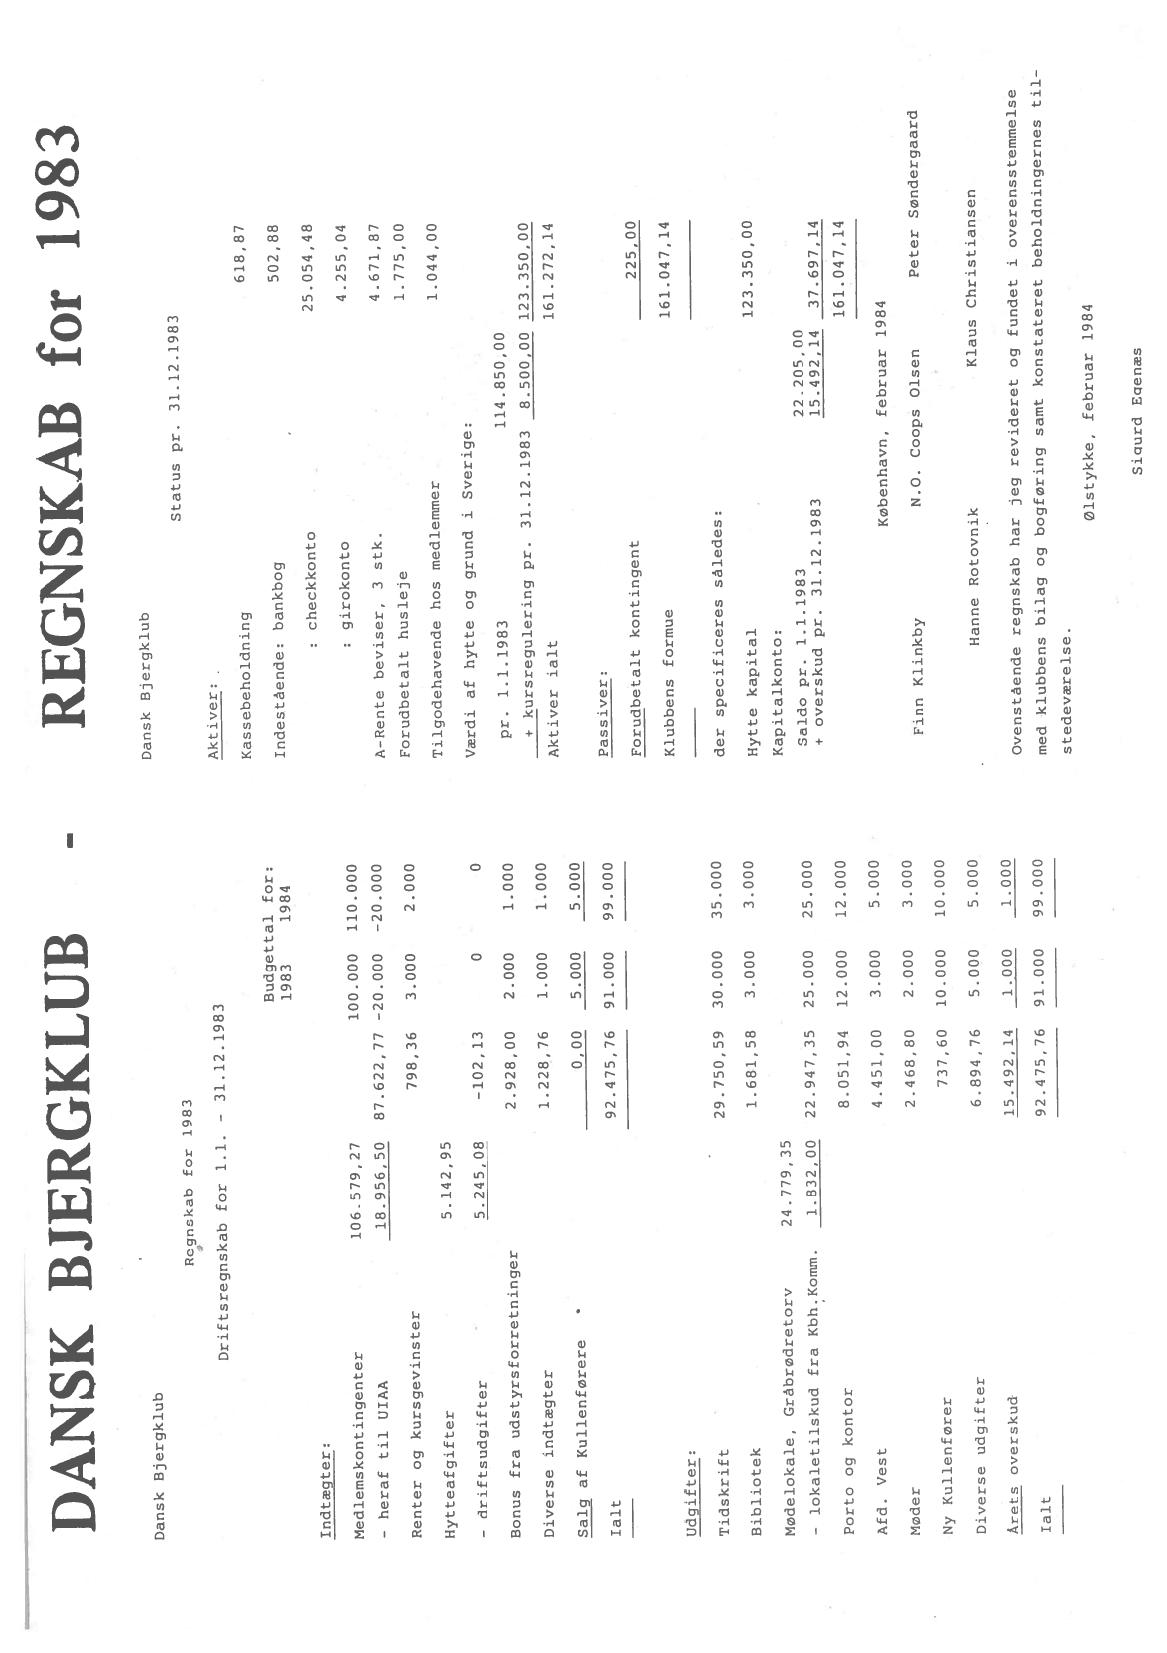 DANSK BJERGKLUB - REGNSKAB for 1983
Dansk Bjergklub
Regnskab for 1983
Driftsregnskab for 1.1. - 31.12.1983
Budgettal for:
1983 1984
Indtægter:
Medlemskontingenter 106.579,27 100.000 110.000
- heraf til UIAA 18.956,50 87.622,77 -20.000 -20.000
Renter og kursgevinster 798,36 3.000 2.000
Hytteafgifter 5.142,95
- driftsudgifter 5.245,08 -102,13 0 0
Bonus fra udstyrsforretninger 2.928,00 2.000 1.000
Diverse indtægter 1.228,76 1.000 1.000
Salg af Kullenførere 0,00 5.000 5.000
Ialt 92.475,76 91.000 99.000
Udgifter:
Tidskrift 29.750,59 30.000 35.000
Bibliotek 1.681,58 3.000 3.000
Mødelokale, Gråbrødretorv 24.779,35
- lokaletilskud fra Kbh.Komm. 1.832,00 22.947,35 25.000 25.000
Porto og kontor 8.051,94 12.000 12.000
Afd. Vest 4.451,00 3.000 5.000
Møder 2.468,80 2.000 3.000
Ny Kullenfører 737,60 10.000 10.000
Diverse udgifter 6.894,76 5.000 5.000
Årets overskud 15.492,14 1.000 1.000
Ialt 92.475,76 91.000 99.000
Dansk Bjergklub
Status pr. 31.12.1983
Aktiver:
Kassebeholdning 618,87
Indestående: bankbog 502,88
: checkkonto 25.054,48
: girokonto 4.255,04
A-Rente beviser, 3 stk. 4.671,87
Forudbetalt husleje 1.775,00
Tilgodehavende hos medlemmer 1.044,00
Værdi af hytte og grund i Sverige:
pr. 1.1.1983 114.850,00
+ kursregulering pr. 31.12.1983 8.500,00 123.350,00
Aktiver ialt 161.272,14
Passiver:
Forudbetalt kontingent 225,00
Klubbens formue 161.047,14
der specificeres således:
Hytte kapital 123.350,00
Kapitalkonto:
Saldo pr. 1.1.1983 22.205,00
+ overskud pr. 31.12.1983 15.492,14 37.697,14
161.047,14
København, februar 1984
Finn Klinkby N.O. Coops Olsen Peter Søndergaard
Hanne Rotovnik Klaus Christiansen
Ovenstående regnskab har jeg revideret og fundet i overensstemmelse
med klubbens bilag og bogføring samt konstateret beholdningernes til-
stedeværelse.
Ølstykke, februar 1984
Sigurd Egenæs